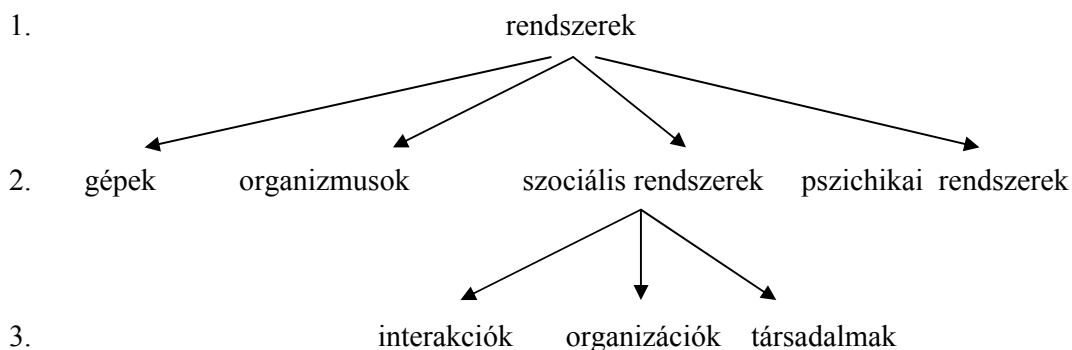 1. rendszerek
2. gépek organizmusok szociális rendszerek pszichikai rendszerek
3. interakciók organizációk társadalmak